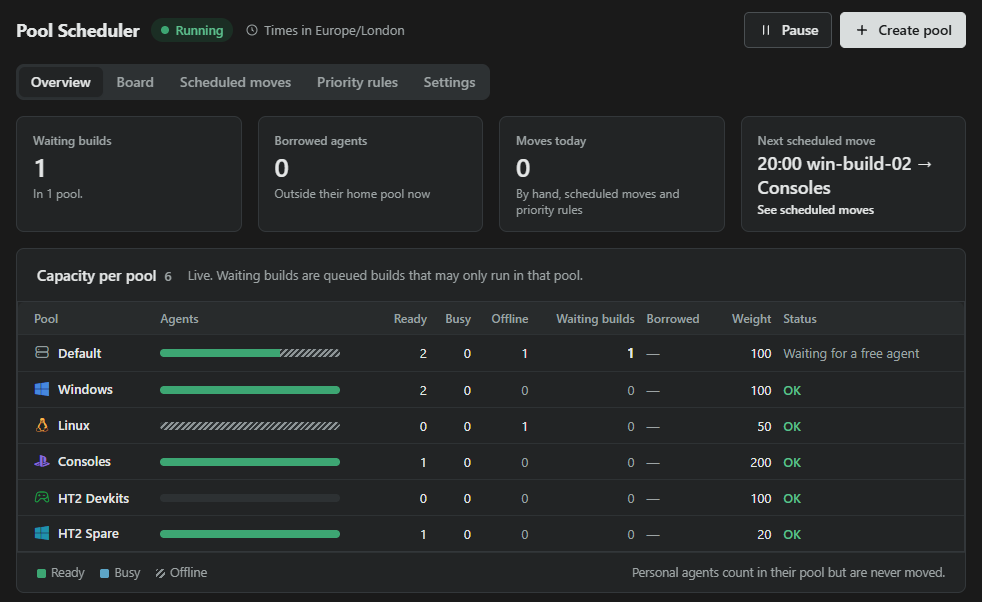 Pool Scheduler Running Times in Europe/London Pause + Create pool
Overview Board Scheduled moves Priority rules Settings
Waiting builds
1
In 1 pool.
Borrowed agents
0
Outside their home pool now
Moves today
0
By hand, scheduled moves and
priority rules
Next scheduled move
20:00 win-build-02 →
Consoles
See scheduled moves
Capacity per pool 6 Live. Waiting builds are queued builds that may only run in that pool.
Pool Agents Ready Busy Offline Waiting builds Borrowed Weight Status
Default 2 0 1 1 — 100 Waiting for a free agent
Windows 2 0 0 0 — 100 OK
Linux 0 0 1 0 — 50 OK
Consoles 1 0 0 0 — 200 OK
HT2 Devkits 0 0 0 0 — 100 OK
HT2 Spare 1 0 0 0 — 20 OK
Ready Busy Offline Personal agents count in their pool but are never moved.